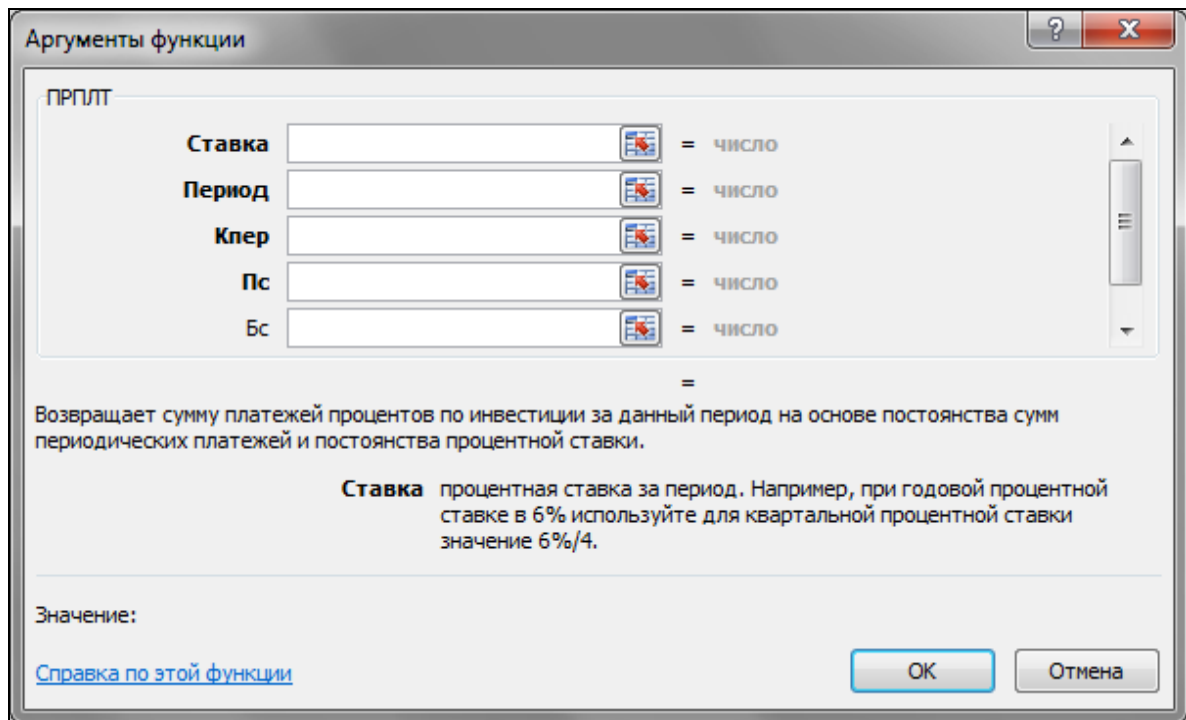 Аргументы функции
ПРПЛТ
Ставка = число
Период = число
Кпер = число
Пс = число
Бс = число
=
Возвращает сумму платежей процентов по инвестиции за данный период на основе постоянства сумм
периодических платежей и постоянства процентной ставки.
Ставка процентная ставка за период. Например, при годовой процентной
ставке в 6% используйте для квартальной процентной ставки
значение 6%/4.
Значение:
Справка по этой функции
ОК
Отмена